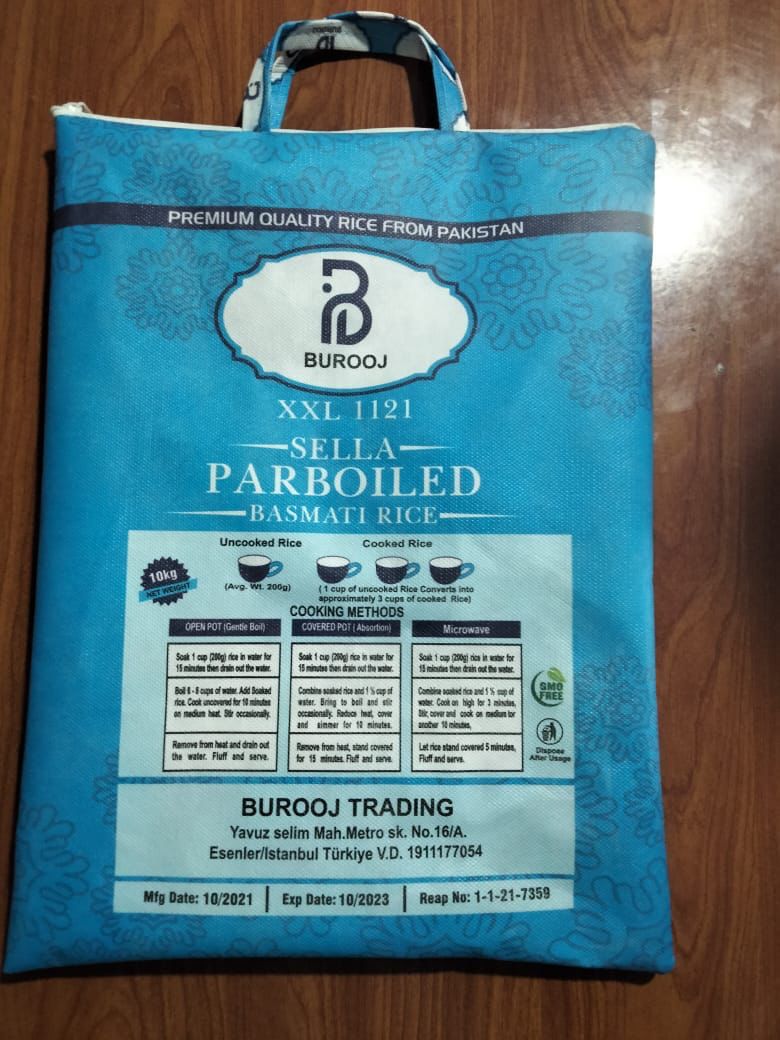 PREMIUM QUALITY RICE FROM PAKISTAN
BUROOJ
XXL 1121
SELLA
PARBOILED
BASMATI RICE
Uncooked Rice
Cooked Rice
10kg
NET WEIGHT
(Avg. Wt. 200g)
( 1 cup of uncooked Rice Converts into
approximately 3 cups of cooked Rice)
COOKING METHODS
OPEN POT (Gentle Boil)
Soak 1 cup (200g) rice in water for
15 minutes then drain out the water.
Boil 6 - 8 cups of water. Add Soaked
rice. Cook uncovered for 10 minutes
on medium heat. Stir occasionally.
Remove from heat and drain out
the water. Fluff and serve.
COVERED POT ( Absortion)
Soak 1 cup (200g) rice in water for
15 minutes then drain out the water.
Combine soaked rice and 1 ½ cup of
water. Bring to boil and stir
occasionally. Reduce heat, cover
and simmer for 10 minutes.
Remove from heat, stand covered
for 15 minutes. Fluff and serve.
Microwave
Soak 1 cup (200g) rice in water for
15 minutes then drain out the water.
Combine soaked rice and 1 ½ cup of
water. Cook on high for 3 minutes,
Stir, cover and cook on medium for
another 10 minutes.
Let rice stand covered 5 minutes,
Fluff and serve.
GMO
FREE
Dispose
After Usage
BUROOJ TRADING
Yavuz selim Mah.Metro sk. No.16/A.
Esenler/Istanbul Türkiye V.D. 1911177054
Mfg Date: 10/2021
Exp Date: 10/2023
Reap No: 1-1-21-7359